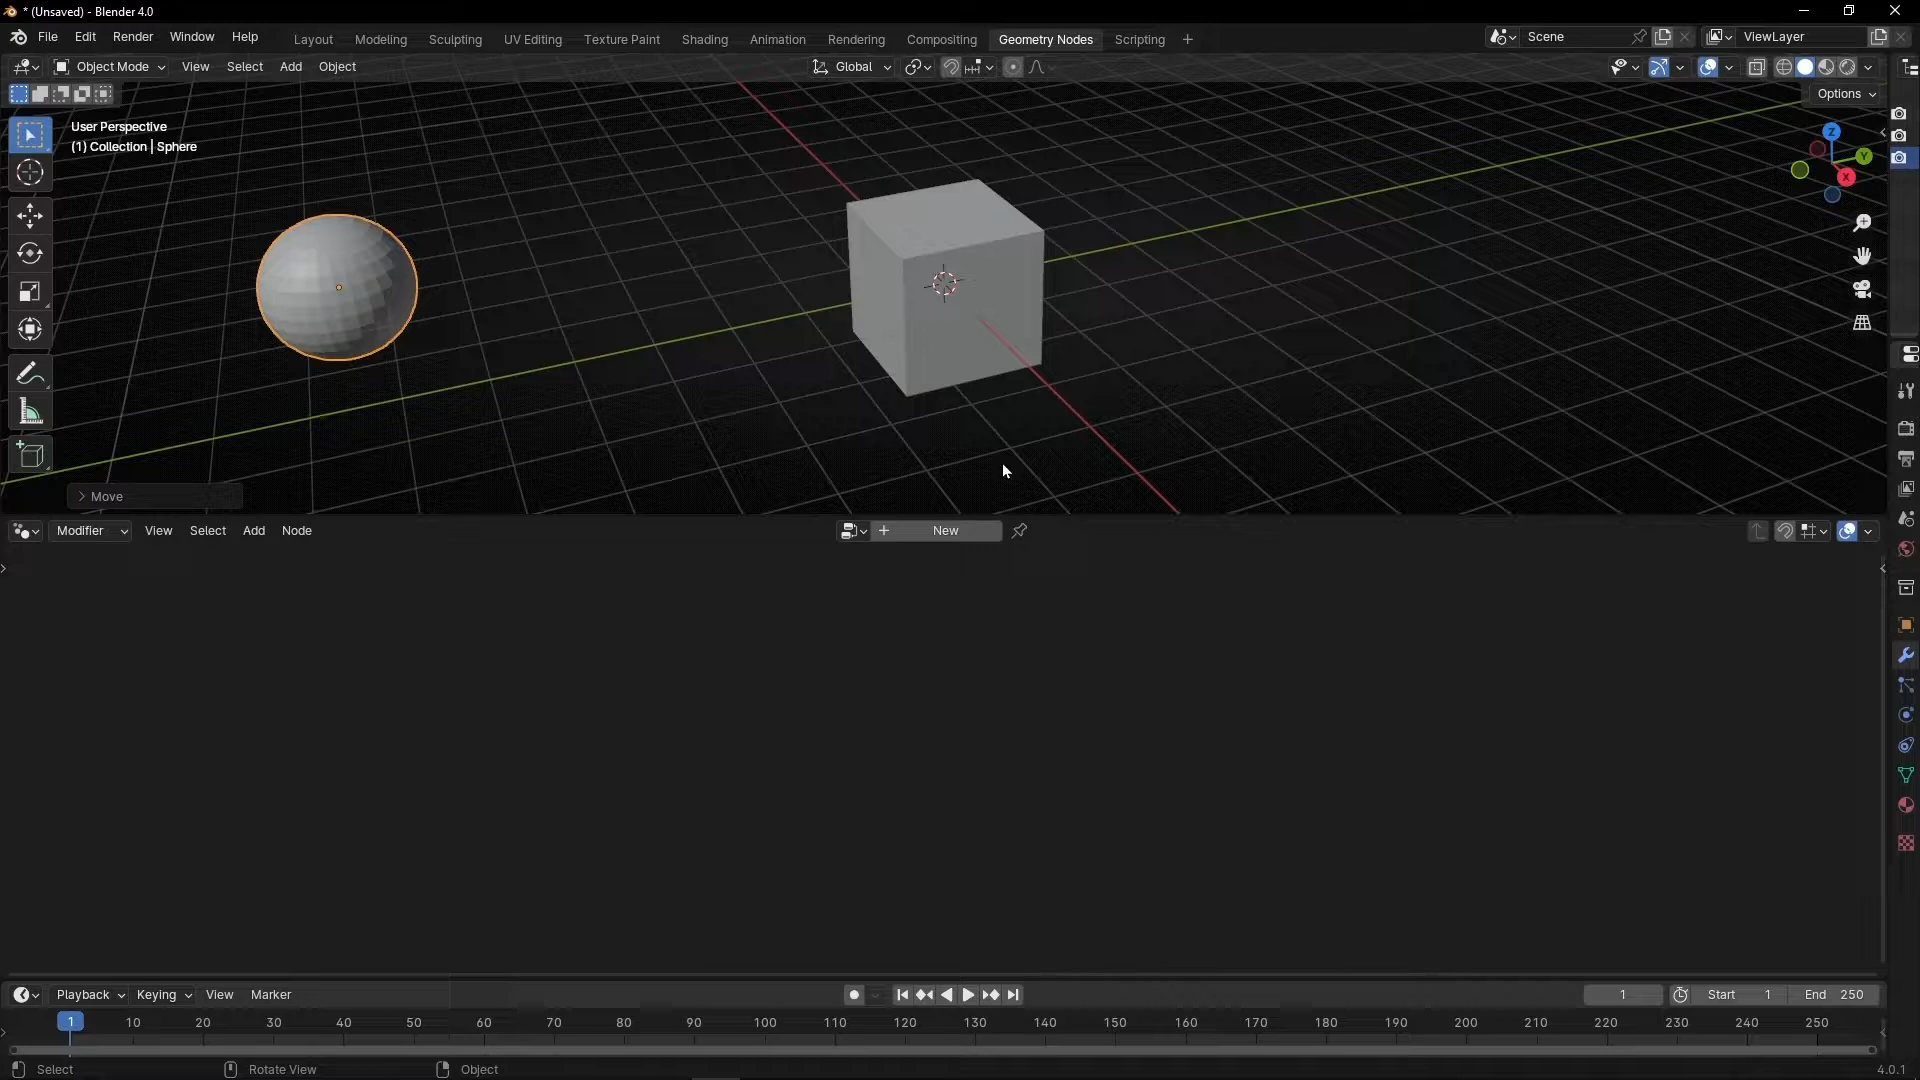 * (Unsaved) - Blender 4.0
File Edit Render Window Help Layout Modeling Sculpting UV Editing Texture Paint Shading Animation Rendering Compositing Geometry Nodes Scripting + Scene ViewLayer
Object Mode View Select Add Object Global
Options
User Perspective
(1) Collection | Sphere
Z
Y
X
> Move
Modifier View Select Add Node + New
Playback Keying View Marker 1 Start 1 End 250
1 10 20 30 40 50 60 70 80 90 100 110 120 130 140 150 160 170 180 190 200 210 220 230 240 250
Select Rotate View Object 4.0.1